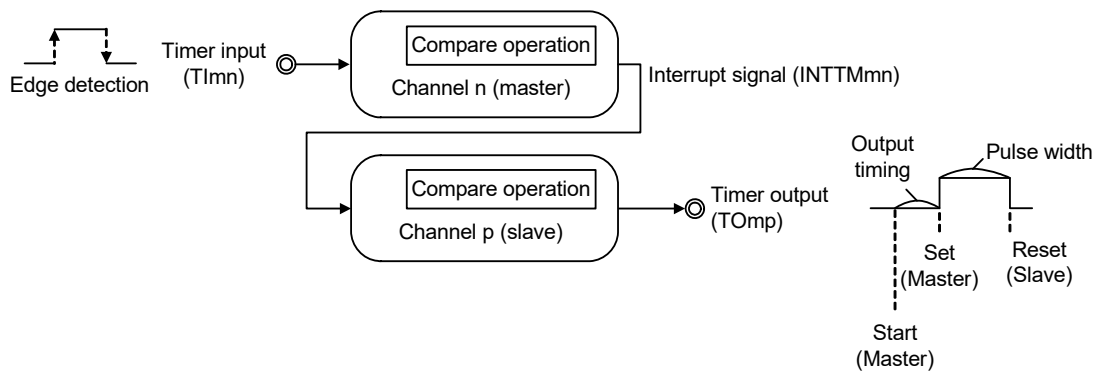 Compare operation
Timer input
(TImn)
Edge detection
Channel n (master)
Interrupt signal (INTTMmn)
Compare operation
Channel p (slave)
Timer output
(TOmp)
Output
timing
Pulse width
Set
(Master)
Reset
(Slave)
Start
(Master)